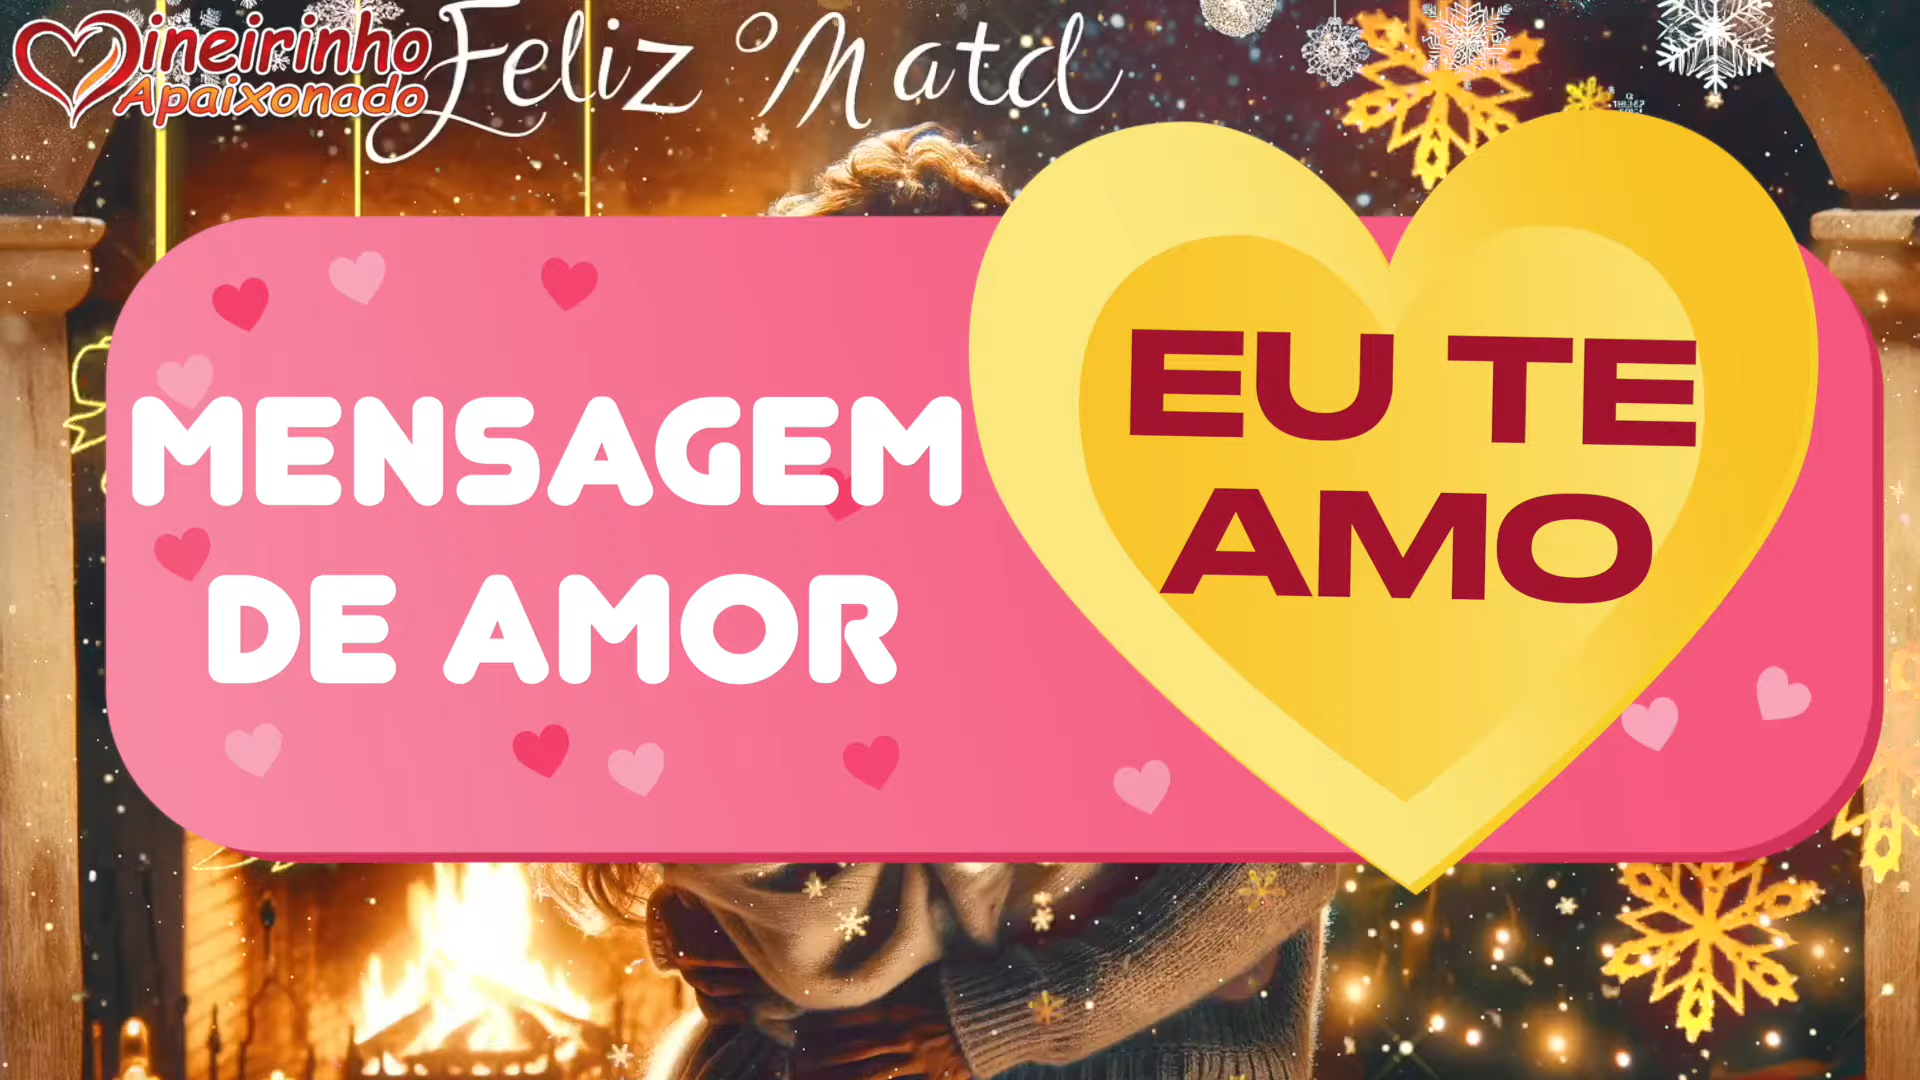 Mineirinho
Apaixonado
Feliz Natal
MENSAGEM
DE AMOR
EU TE
AMO